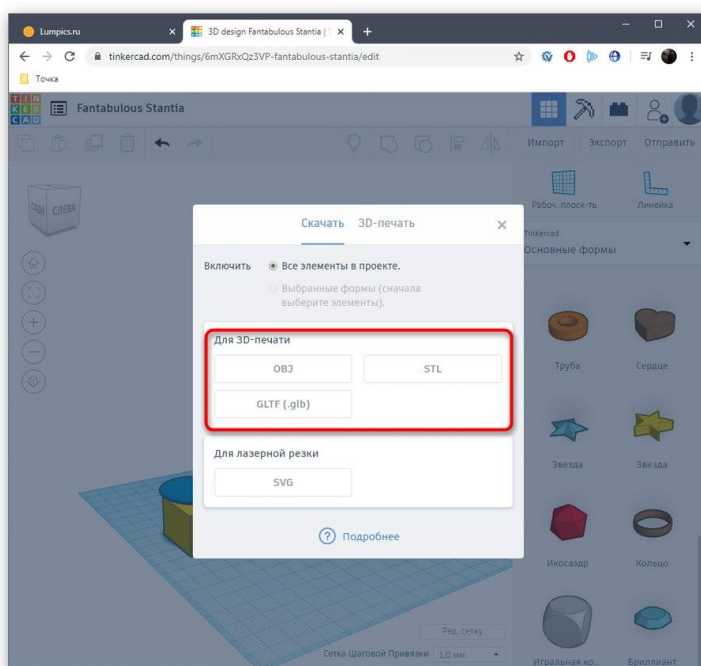 Lumpics.ru
3D design Fantabulous Stantia | T
tinkercad.com/things/6mXGRxQz3VP-fantabulous-stantia/edit
Точка
TIN
KER
CAD
Fantabulous Stantia
Импорт Экспорт Отправить
СЛЕВА
Рабоч. плоск-ть Линейка
Tinkercad
Основные формы
Скачать 3D-печать
Включить Все элементы в проекте.
Выбранные формы (сначала
выберите элементы).
Для 3D-печати
OBJ STL
GLTF (.glb)
Для лазерной резки
SVG
Подробнее
Труба Сердце
Звезда Звезда
Икосаэдр Кольцо
Игральная ко... Бриллиант
Ред. сетку
Сетка Шаговой Привязки 1,0 мм